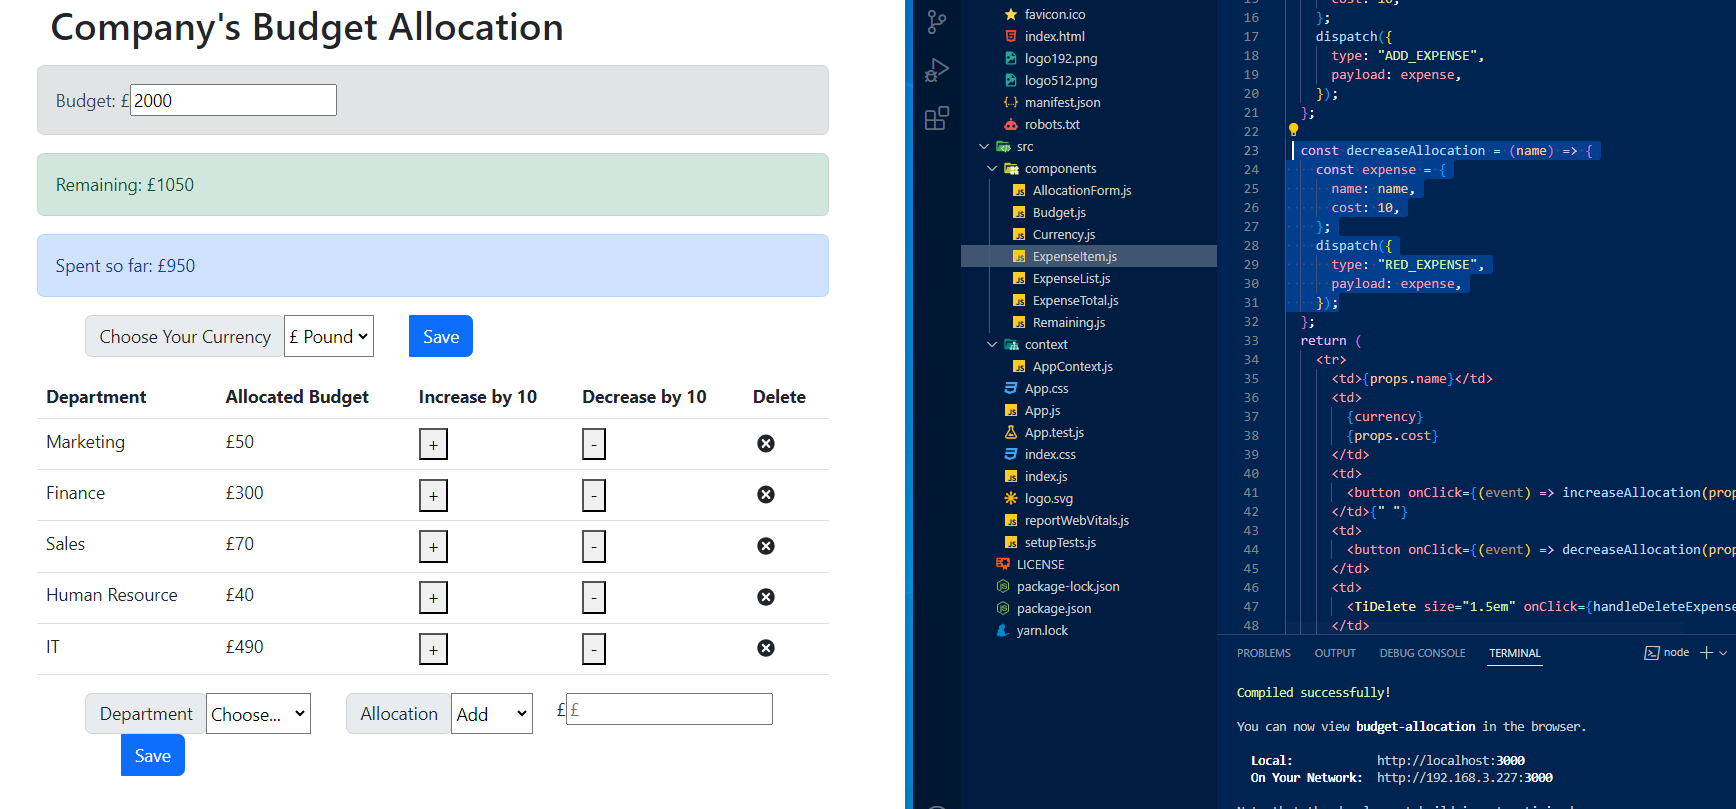 Company's Budget Allocation
Budget: £ 2000
Remaining: £1050
Spent so far: £950
Choose Your Currency £ Pound Save
Department Allocated Budget Increase by 10 Decrease by 10 Delete
Marketing £50 + -
Finance £300 + -
Sales £70 + -
Human Resource £40 + -
IT £490 + -
Department Choose... Allocation Add £ £
Save
favicon.ico
index.html
logo192.png
logo512.png
manifest.json
robots.txt
src
components
AllocationForm.js
Budget.js
Currency.js
ExpenseItem.js
ExpenseList.js
ExpenseTotal.js
Remaining.js
context
AppContext.js
App.css
App.js
App.test.js
index.css
index.js
logo.svg
reportWebVitals.js
setupTests.js
LICENSE
package-lock.json
package.json
yarn.lock
16 };
17 dispatch({
18 type: "ADD_EXPENSE",
19 payload: expense,
20 });
21 };
22
23 const decreaseAllocation = (name) => {
24 const expense = {
25 name: name,
26 cost: 10,
27 };
28 dispatch({
29 type: "RED_EXPENSE",
30 payload: expense,
31 });
32 };
33 return (
34 <tr>
35 <td>{props.name}</td>
36 <td>
37 {currency}
38 {props.cost}
39 </td>
40 <td>
41 <button onClick={(event) => increaseAllocation(prop
42 </td>{" "}
43 <td>
44 <button onClick={(event) => decreaseAllocation(prop
45 </td>
46 <td>
47 <TiDelete size="1.5em" onClick={handleDeleteExpense
48 </td>
PROBLEMS OUTPUT DEBUG CONSOLE TERMINAL node
Compiled successfully!
You can now view budget-allocation in the browser.
Local: http://localhost:3000
On Your Network: http://192.168.3.227:3000